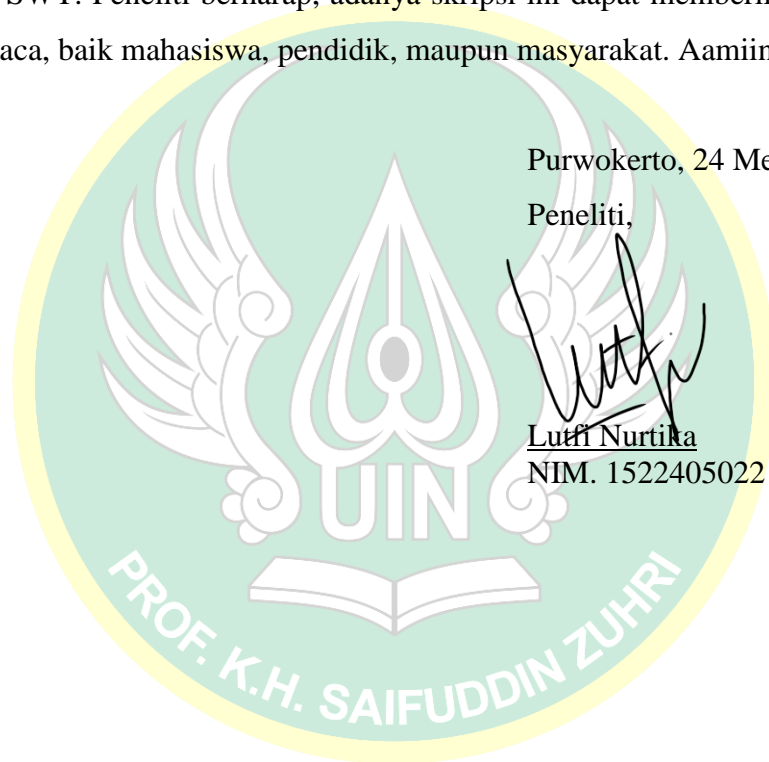 SWT. Peneliti berharap, adanya skripsi ini dapat
aca, baik mahasiswa, pendidik, maupun masyarakat. Aamiin
Purwokerto, 24 Me
Peneliti,
Lutfi Nurtika
NIM. 1522405022
UIN
PROF. K.H. SAIFUDDIN ZUHRI